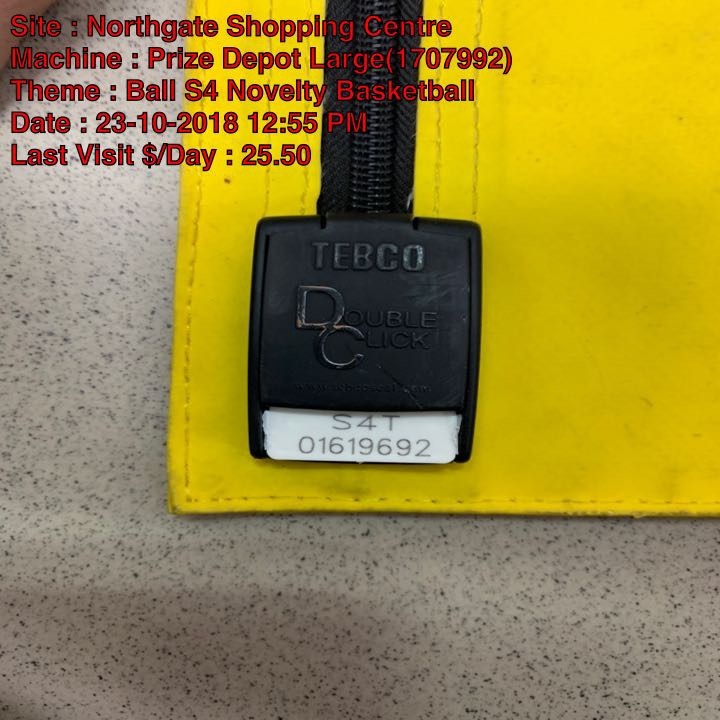 Site : Northgate Shopping Centre
Machine : Prize Depot Large(1707992)
Theme : Ball S4 Novelty Basketball
Date : 23-10-2018 12:55 PM
Last Visit $/Day : 25.50
TEBCO
DOUBLE
CLICK
S4T
01619692